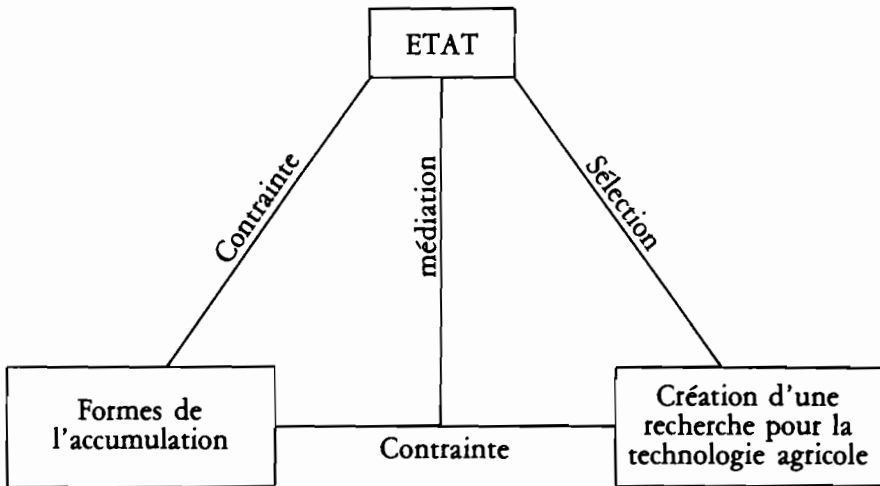 ETAT
Contrainte
médiation
Sélection
Formes de
l'accumulation
Contrainte
Création d'une
recherche pour la
technologie agricole